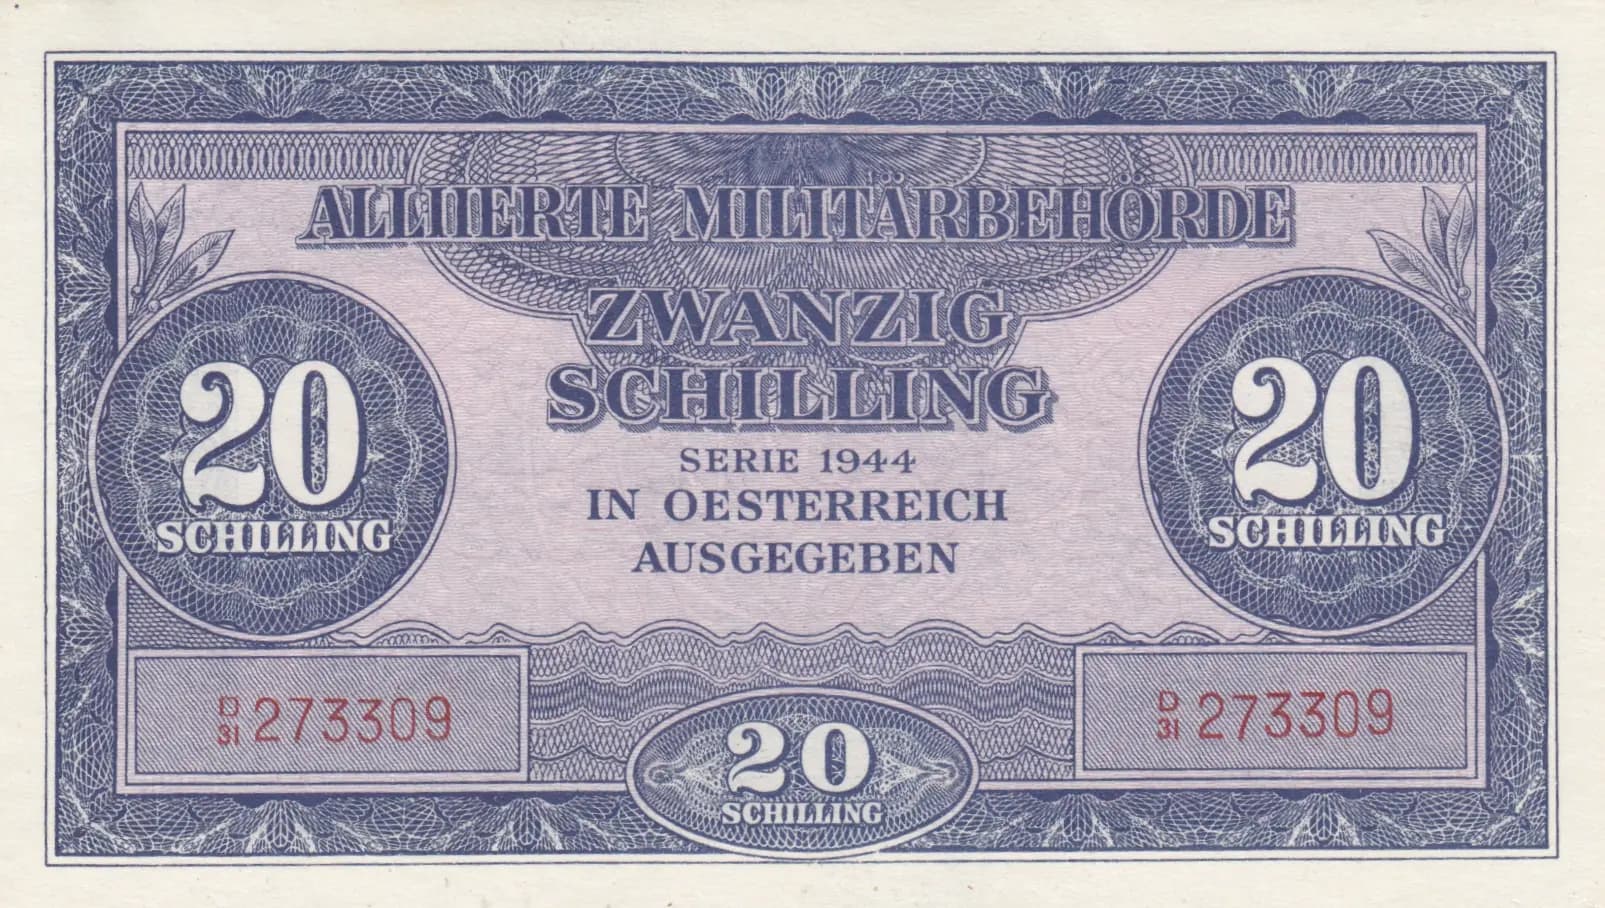 ALLIIERTE MILITÄRBEHÖRDE
ZWANZIG
SCHILLING
SERIE 1944
IN OESTERREICH
AUSGEGEBEN
20
SCHILLING
20
SCHILLING
D/31 273309
D/31 273309
20
SCHILLING